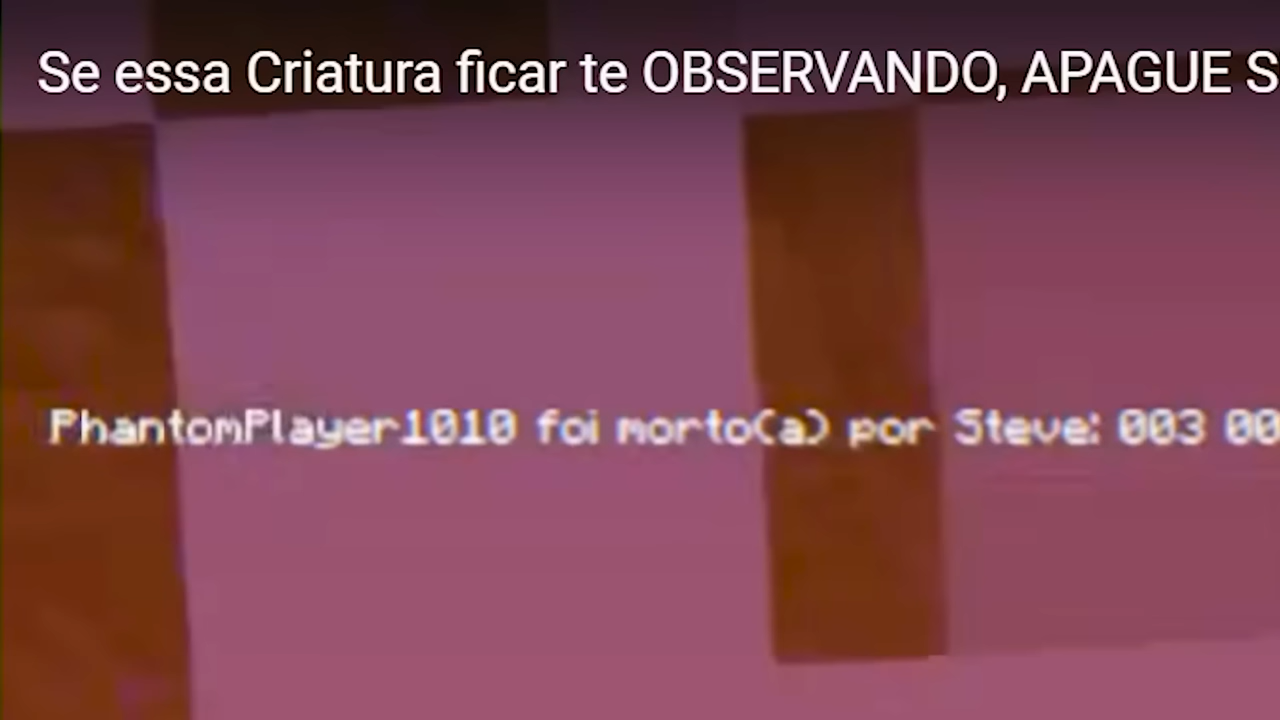 Se essa Criatura ficar te OBSERVANDO, APAGUE S
PhantomPlayer1010 foi morto(a) por Steve: 003 00